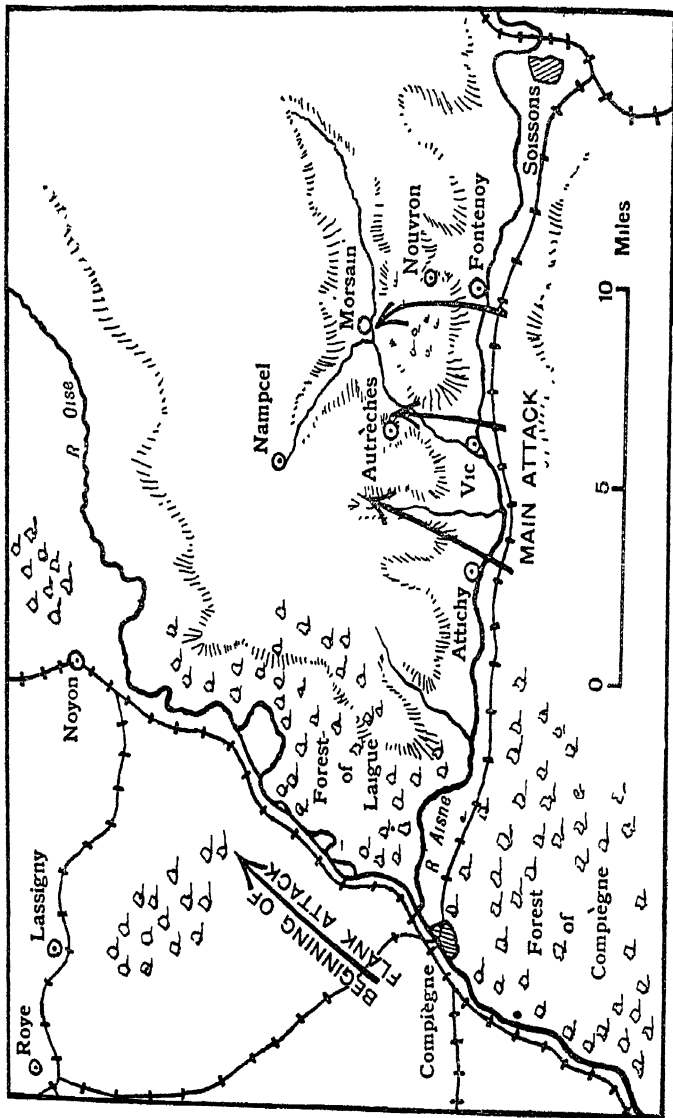 Roye
Lassigny
Noyon
R Oise
BEGINNING OF
FLANK ATTACK
Forest
of
Laigue
Nampcel
Morsain
Autrèches
Nouvron
Compiègne
R Aisne
Attichy
Vic
Fontenoy
Soissons
MAIN ATTACK
Forest
of
Compiègne
0
5
10
Miles